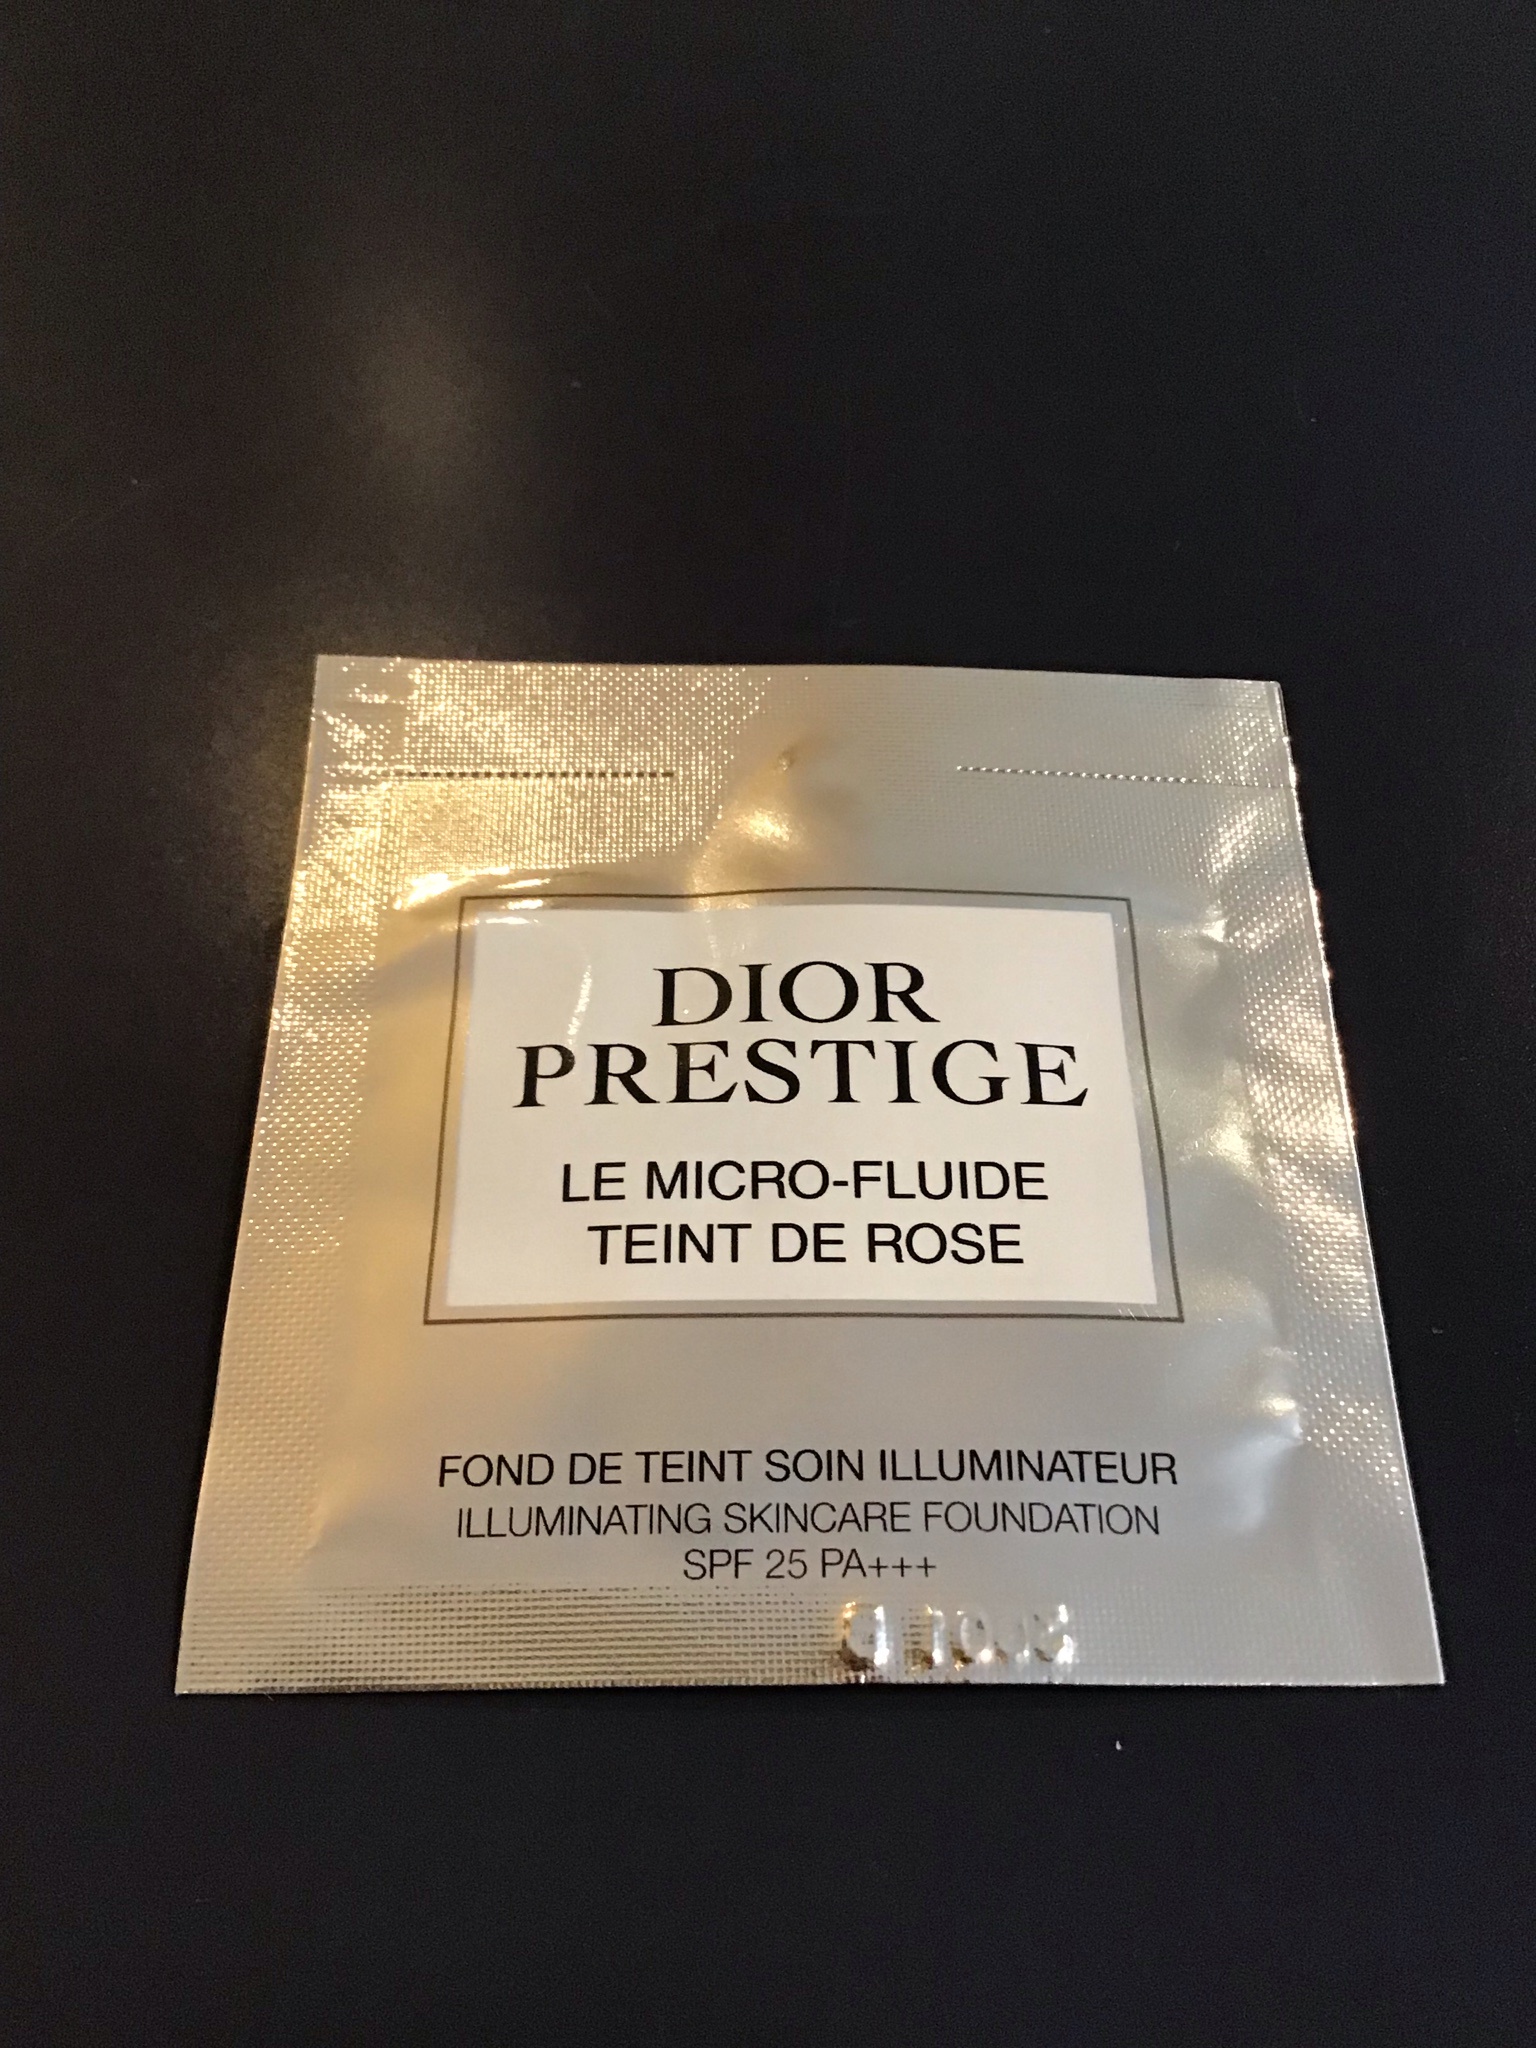 DIOR
PRESTIGE
LE MICRO-FLUIDE
TEINT DE ROSE
FOND DE TEINT SOIN ILLUMINATEUR
ILLUMINATING SKINCARE FOUNDATION
SPF 25 PA+++